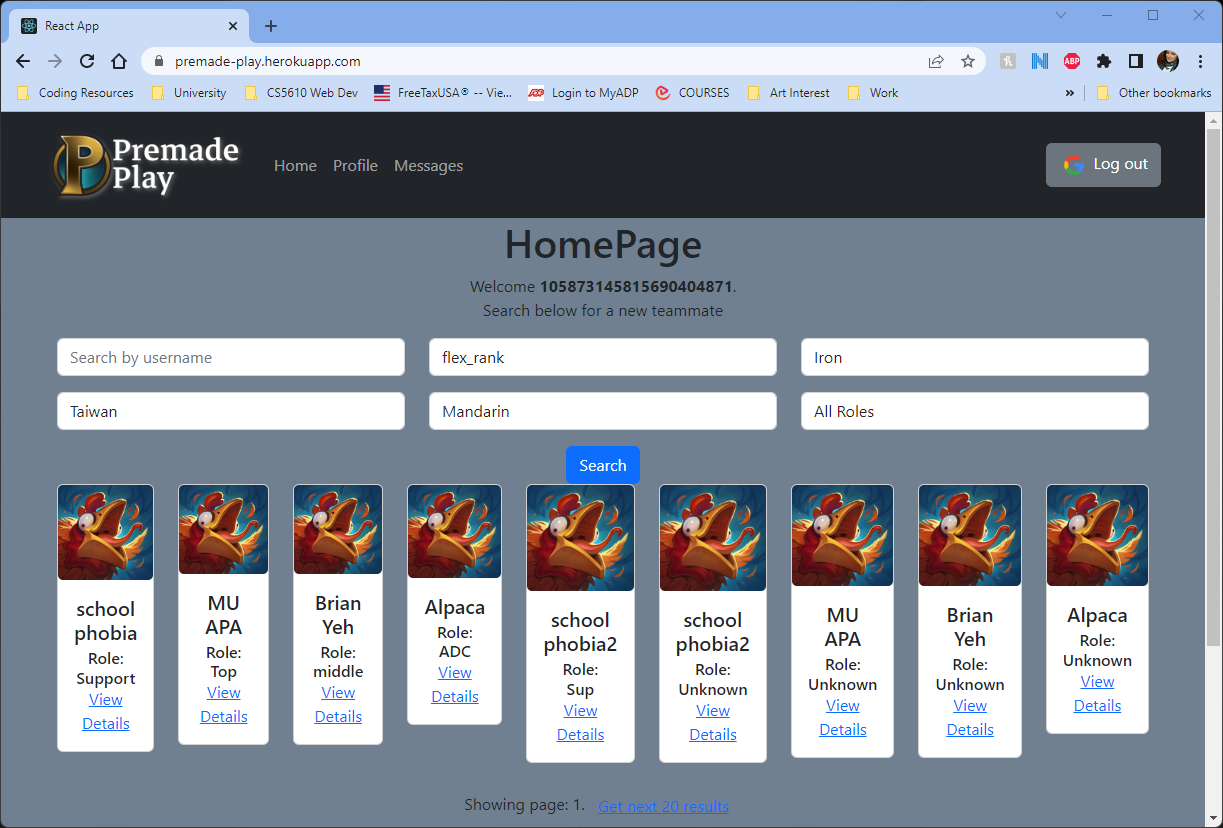 React App
premade-play.herokuapp.com
ABP
Coding Resources University CS5610 Web Dev FreeTaxUSA® -- Vie... ADP Login to MyADP COURSES Art Interest Work » Other bookmarks
Premade
Play
Home Profile Messages
Log out
HomePage
Welcome 105873145815690404871.
Search below for a new teammate
Search by username flex_rank Iron
Taiwan Mandarin All Roles
Search
school
phobia
Role:
Support
View
Details
MU
APA
Role:
Top
View
Details
Brian
Yeh
Role:
middle
View
Details
Alpaca
Role:
ADC
View
Details
school
phobia2
Role:
Sup
View
Details
school
phobia2
Role:
Unknown
View
Details
MU
APA
Role:
Unknown
View
Details
Brian
Yeh
Role:
Unknown
View
Details
Alpaca
Role:
Unknown
View
Details
Showing page: 1. Get next 20 results